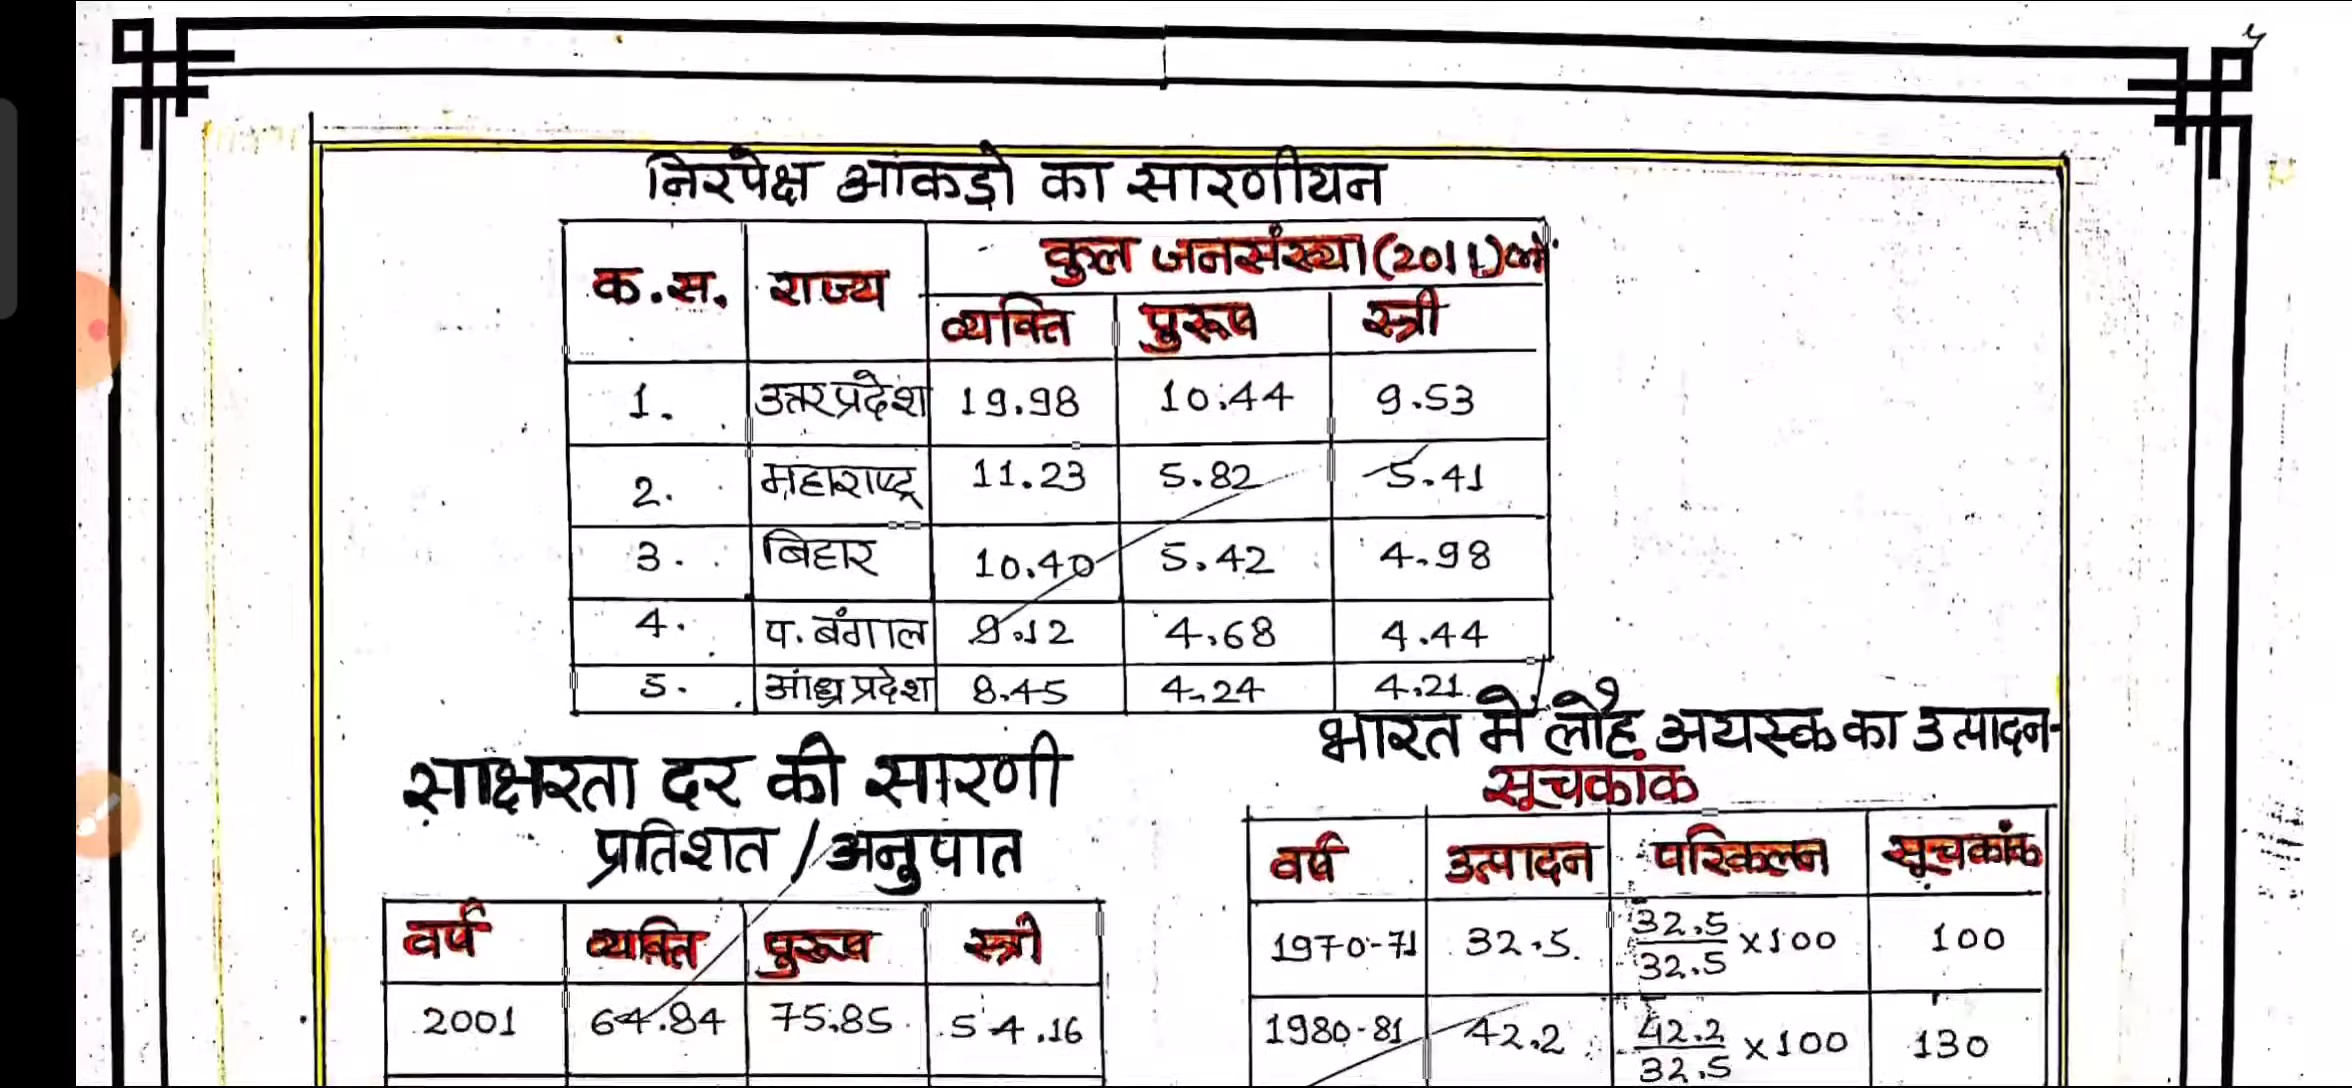 निरपेक्ष आंकड़ो का सारणीयन
क.स. राज्य कुल जनसंख्या (2011)
व्यक्ति पुरूष स्त्री
1. उत्तरप्रदेश 19.98 10.44 9.53
2. महाराष्ट्र 11.23 5.82 5.41
3. बिहार 10.40 5.42 4.98
4. प. बंगाल 9.12 4.68 4.44
5. आंध्र प्रदेश 8.45 4.24 4.21
साक्षरता दर की सारणी
प्रतिशत / अनुपात
वर्ष व्यक्ति पुरूष स्त्री
2001 64.84 75.85 54.16
भारत में लौह अयस्क का उत्पादन-
सूचकांक
वर्ष उत्पादन परिकलन सूचकांक
1970-71 32.5 32.5/32.5 x100 100
1980-81 42.2 42.2/32.5 x100 130